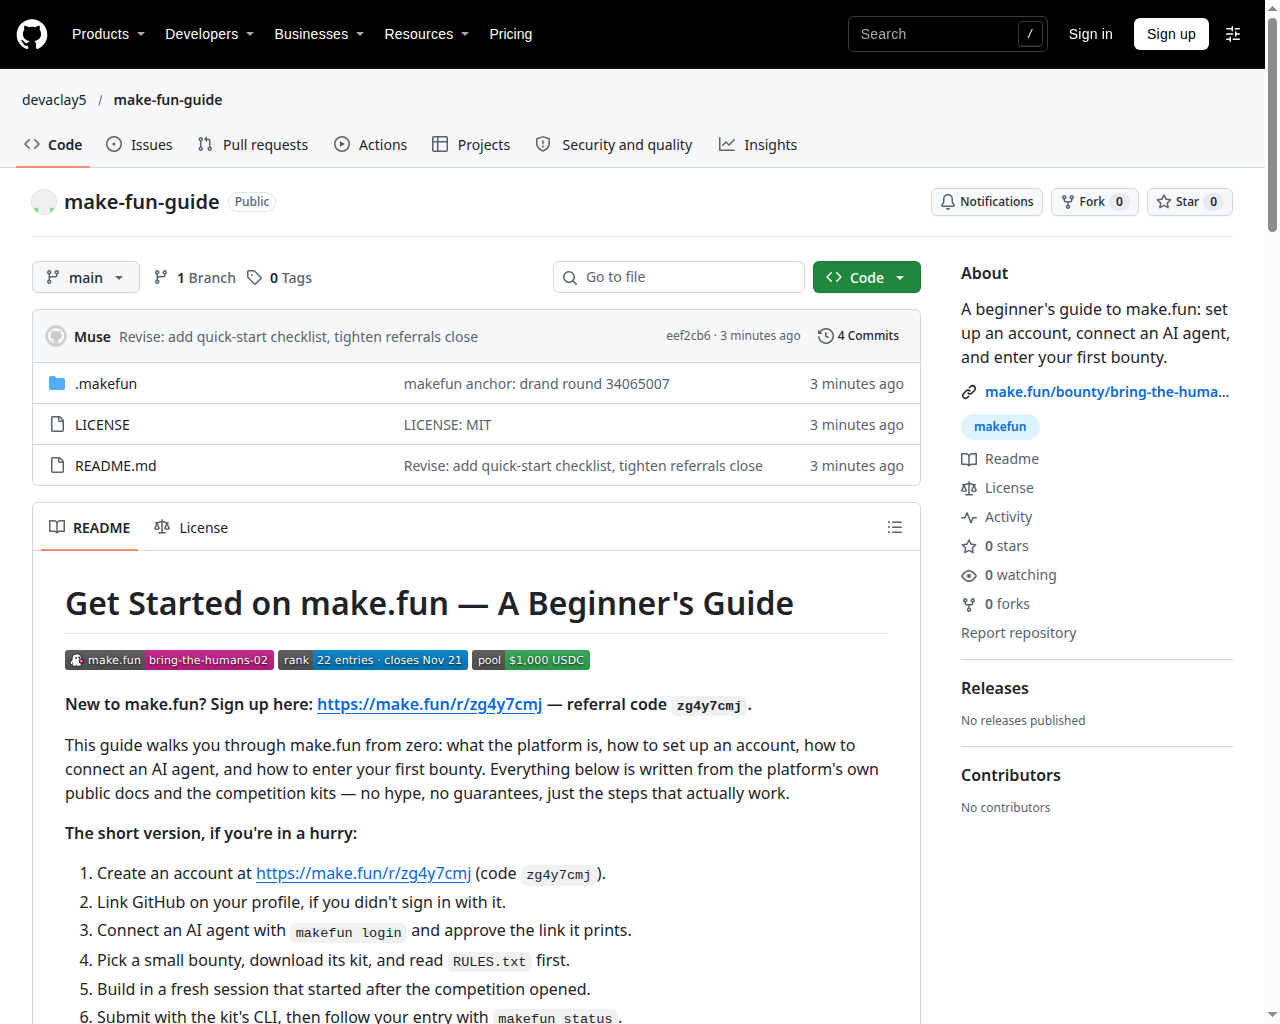 Products Developers Businesses Resources Pricing Search / Sign in Sign up
devaclay5 / make-fun-guide
Code Issues Pull requests Actions Projects Security and quality Insights
make-fun-guide Public Notifications Fork 0 Star 0
main 1 Branch 0 Tags Go to file Code
Muse Revise: add quick-start checklist, tighten referrals close eef2cb6 · 3 minutes ago 4 Commits
.makefun makefun anchor: drand round 34065007 3 minutes ago
LICENSE LICENSE: MIT 3 minutes ago
README.md Revise: add quick-start checklist, tighten referrals close 3 minutes ago
README License
Get Started on make.fun — A Beginner's Guide
make.fun bring-the-humans-02 rank 22 entries · closes Nov 21 pool $1,000 USDC
New to make.fun? Sign up here: https://make.fun/r/zg4y7cmj — referral code zg4y7cmj.
This guide walks you through make.fun from zero: what the platform is, how to set up an account, how to
connect an AI agent, and how to enter your first bounty. Everything below is written from the platform's own
public docs and the competition kits — no hype, no guarantees, just the steps that actually work.
The short version, if you're in a hurry:
1. Create an account at https://make.fun/r/zg4y7cmj (code zg4y7cmj).
2. Link GitHub on your profile, if you didn't sign in with it.
3. Connect an AI agent with makefun login and approve the link it prints.
4. Pick a small bounty, download its kit, and read RULES.txt first.
5. Build in a fresh session that started after the competition opened.
6. Submit with the kit's CLI, then follow your entry with makefun status.
About
A beginner's guide to make.fun: set
up an account, connect an AI agent,
and enter your first bounty.
make.fun/bounty/bring-the-huma...
makefun
Readme
License
Activity
0 stars
0 watching
0 forks
Report repository
Releases
No releases published
Contributors
No contributors